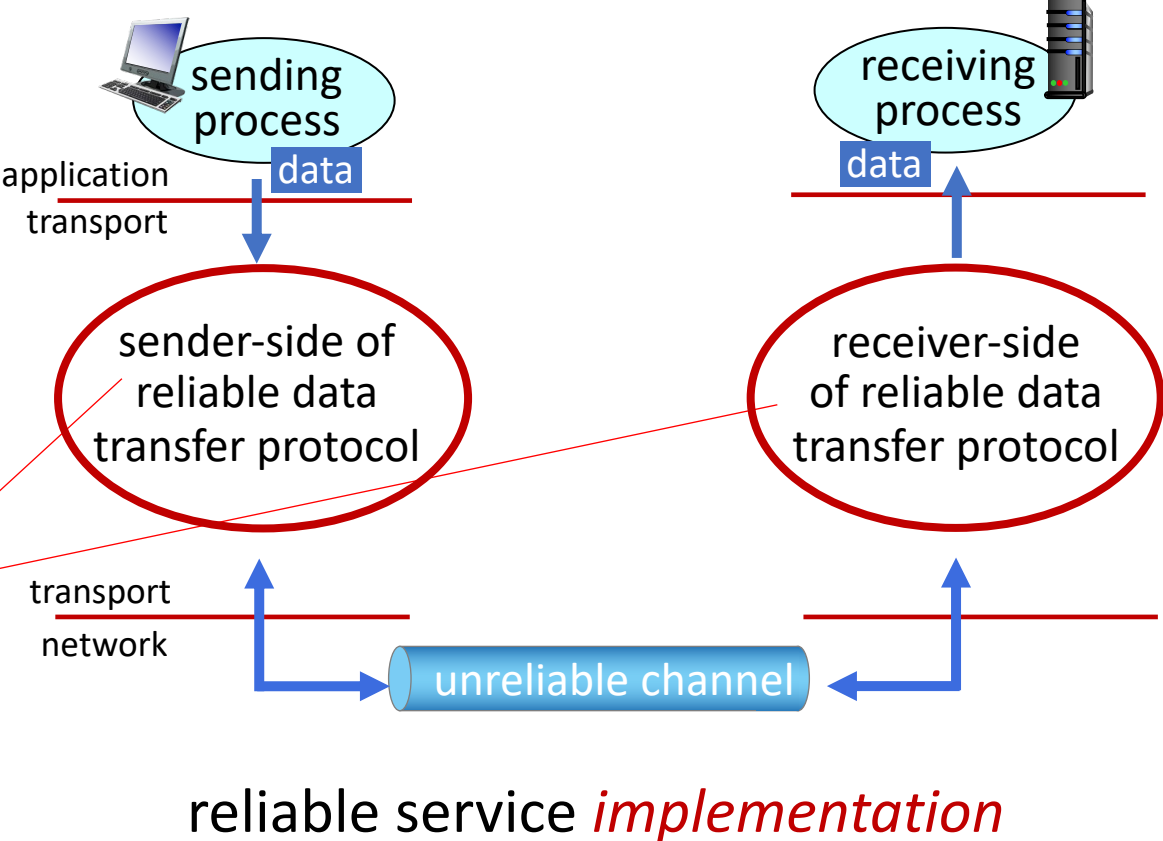 sending
process
data
receiving
process
data
application
transport
sender-side of
reliable data
transfer protocol
receiver-side
of reliable data
transfer protocol
transport
network
unreliable channel
reliable service implementation